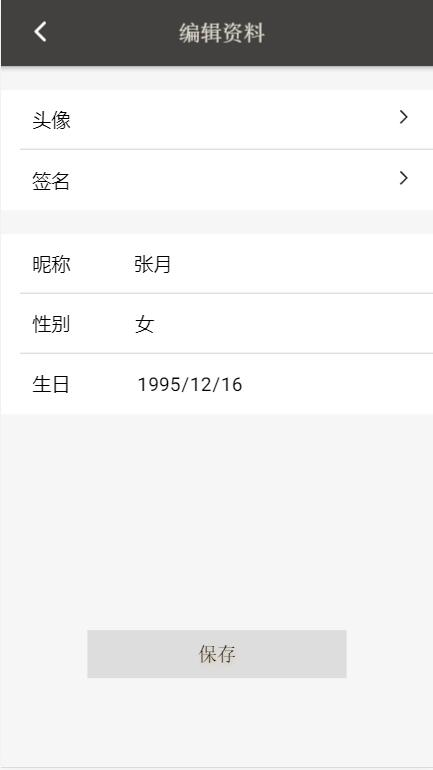 编辑资料
头像
签名
昵称 张月
性别 女
生日 1995/12/16
保存